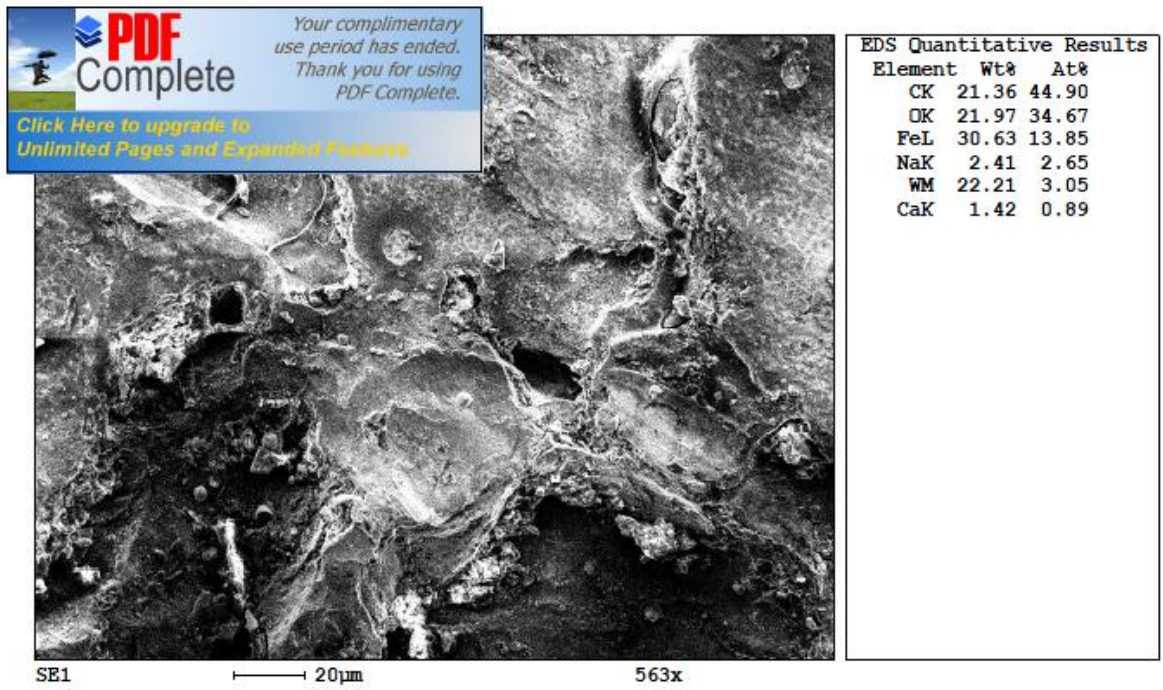 PDF
Complete
Your complimentary
use period has ended.
Thank you for using
PDF Complete.
Click Here to upgrade to
Unlimited Pages and Expanded Features
EDS Quantitative Results
Element Wt% At%
CK 21.36 44.90
OK 21.97 34.67
FeL 30.63 13.85
NaK 2.41 2.65
WM 22.21 3.05
CaK 1.42 0.89
SE1 20µm 563x